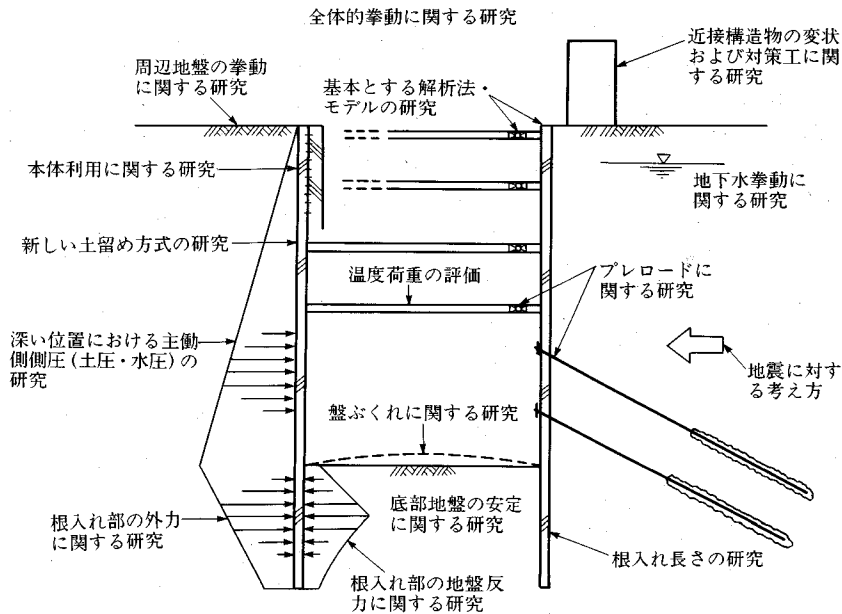 全体的挙動に関する研究
近接構造物の変状
および対策工に関
する研究
周辺地盤の挙動
に関する研究
基本とする解析法・
モデルの研究
本体利用に関する研究
地下水挙動に
関する研究
新しい土留め方式の研究
温度荷重の評価
プレロードに
関する研究
深い位置における主働
側側圧(土圧・水圧)の
研究
地震に対す
る考え方
盤ぶくれに関する研究
根入れ部の外力
に関する研究
底部地盤の安定
に関する研究
根入れ長さの研究
根入れ部の地盤反
力に関する研究